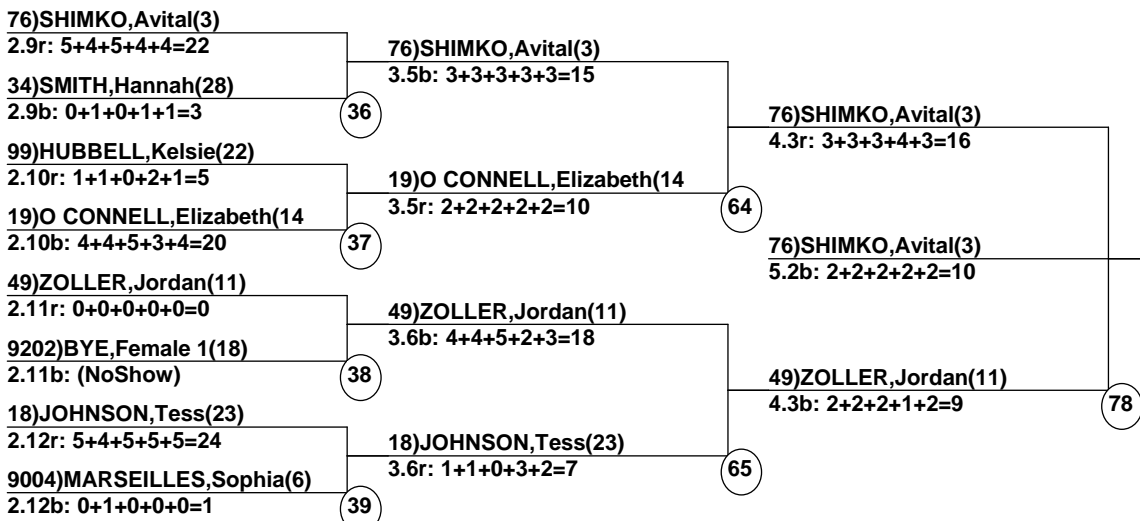 76)SHIMKO,Avital(3)
2.9r: 5+4+5+4+4=22
34)SMITH,Hannah(28)
2.9b: 0+1+0+1+1=3
36
99)HUBBELL,Kelsie(22)
2.10r: 1+1+0+2+1=5
19)O CONNELL,Elizabeth(14
2.10b: 4+4+5+3+4=20
37
49)ZOLLER,Jordan(11)
2.11r: 0+0+0+0+0=0
9202)BYE,Female 1(18)
2.11b: (NoShow)
38
18)JOHNSON,Tess(23)
2.12r: 5+4+5+5+5=24
9004)MARSEILLES,Sophia(6)
2.12b: 0+1+0+0+0=1
39
76)SHIMKO,Avital(3)
3.5b: 3+3+3+3+3=15
19)O CONNELL,Elizabeth(14
3.5r: 2+2+2+2+2=10
64
49)ZOLLER,Jordan(11)
3.6b: 4+4+5+2+3=18
18)JOHNSON,Tess(23)
3.6r: 1+1+0+3+2=7
65
76)SHIMKO,Avital(3)
4.3r: 3+3+3+4+3=16
76)SHIMKO,Avital(3)
5.2b: 2+2+2+2+2=10
49)ZOLLER,Jordan(11)
4.3b: 2+2+2+1+2=9
78